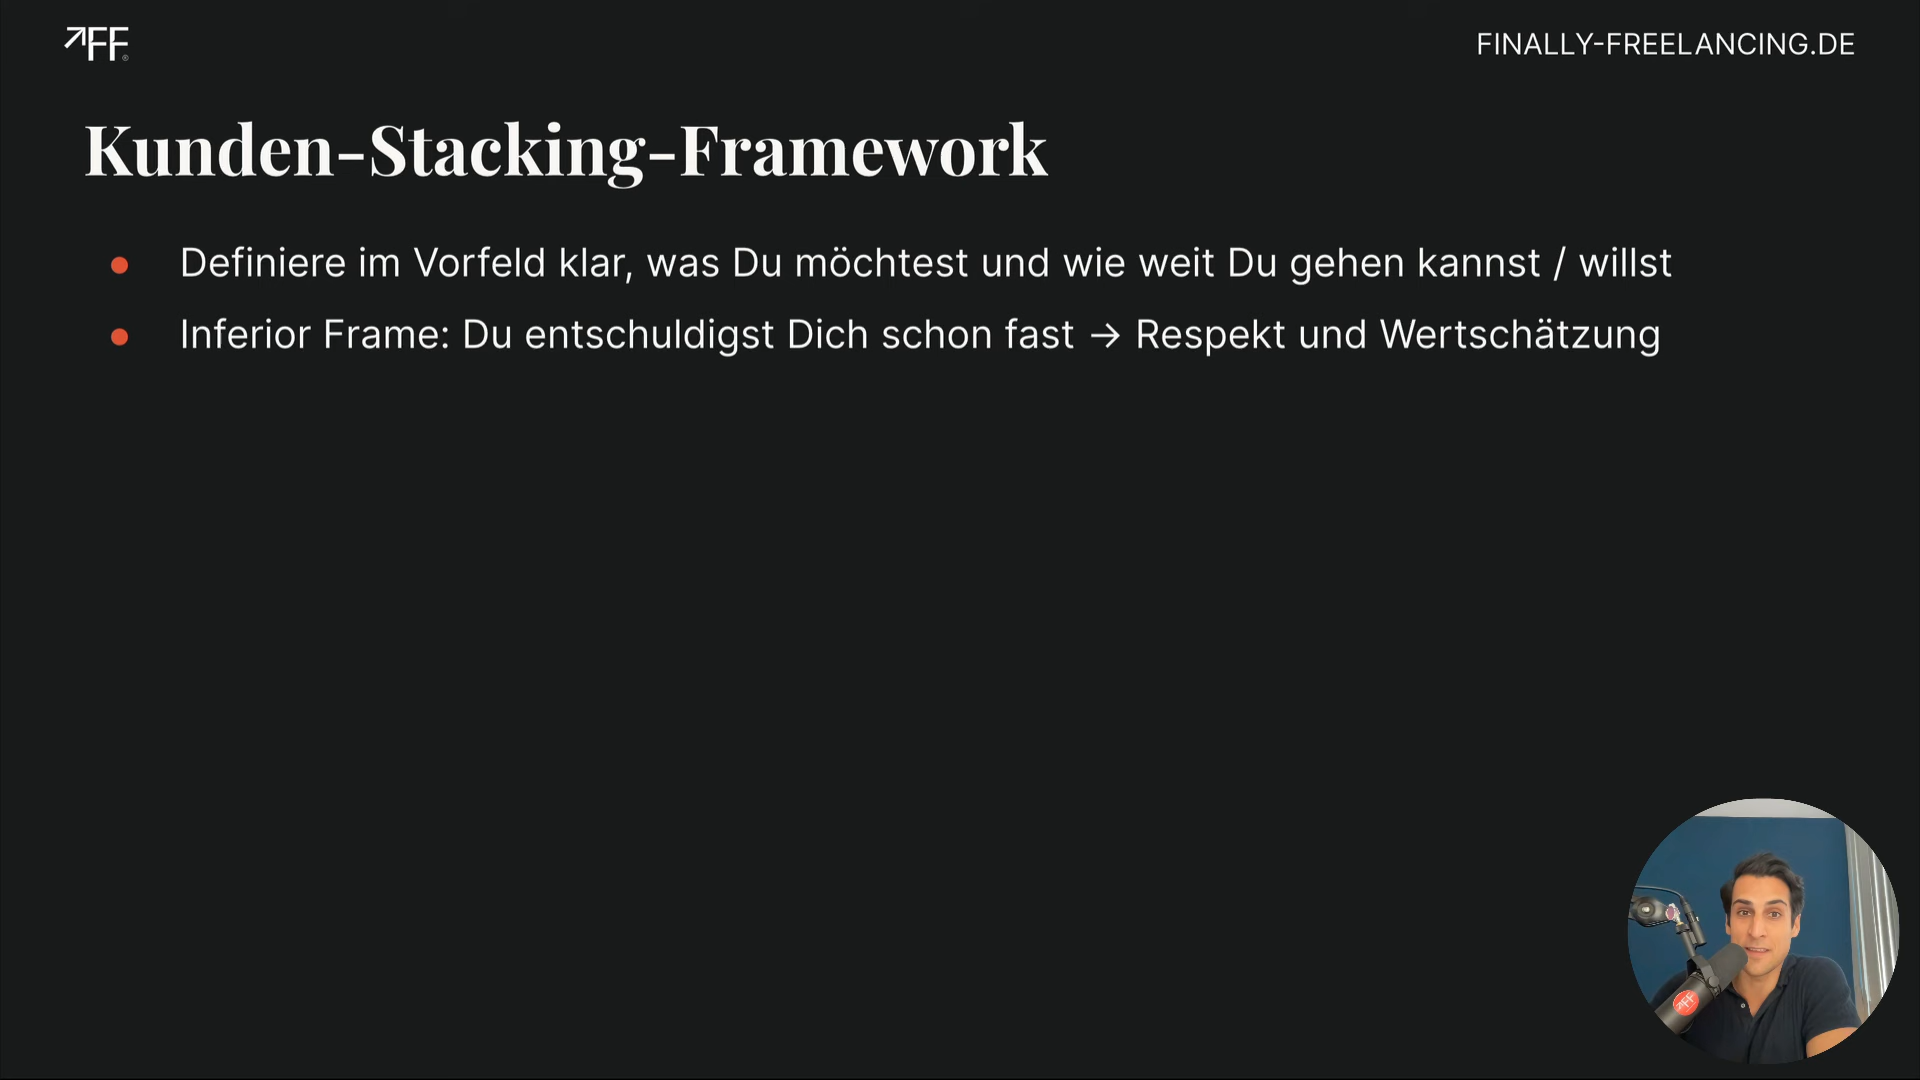 FF
FINALLY-FREELANCING.DE
Kunden-Stacking-Framework
• Definiere im Vorfeld klar, was Du möchtest und wie weit Du gehen kannst / willst
• Inferior Frame: Du entschuldigst Dich schon fast → Respekt und Wertschätzung
FF